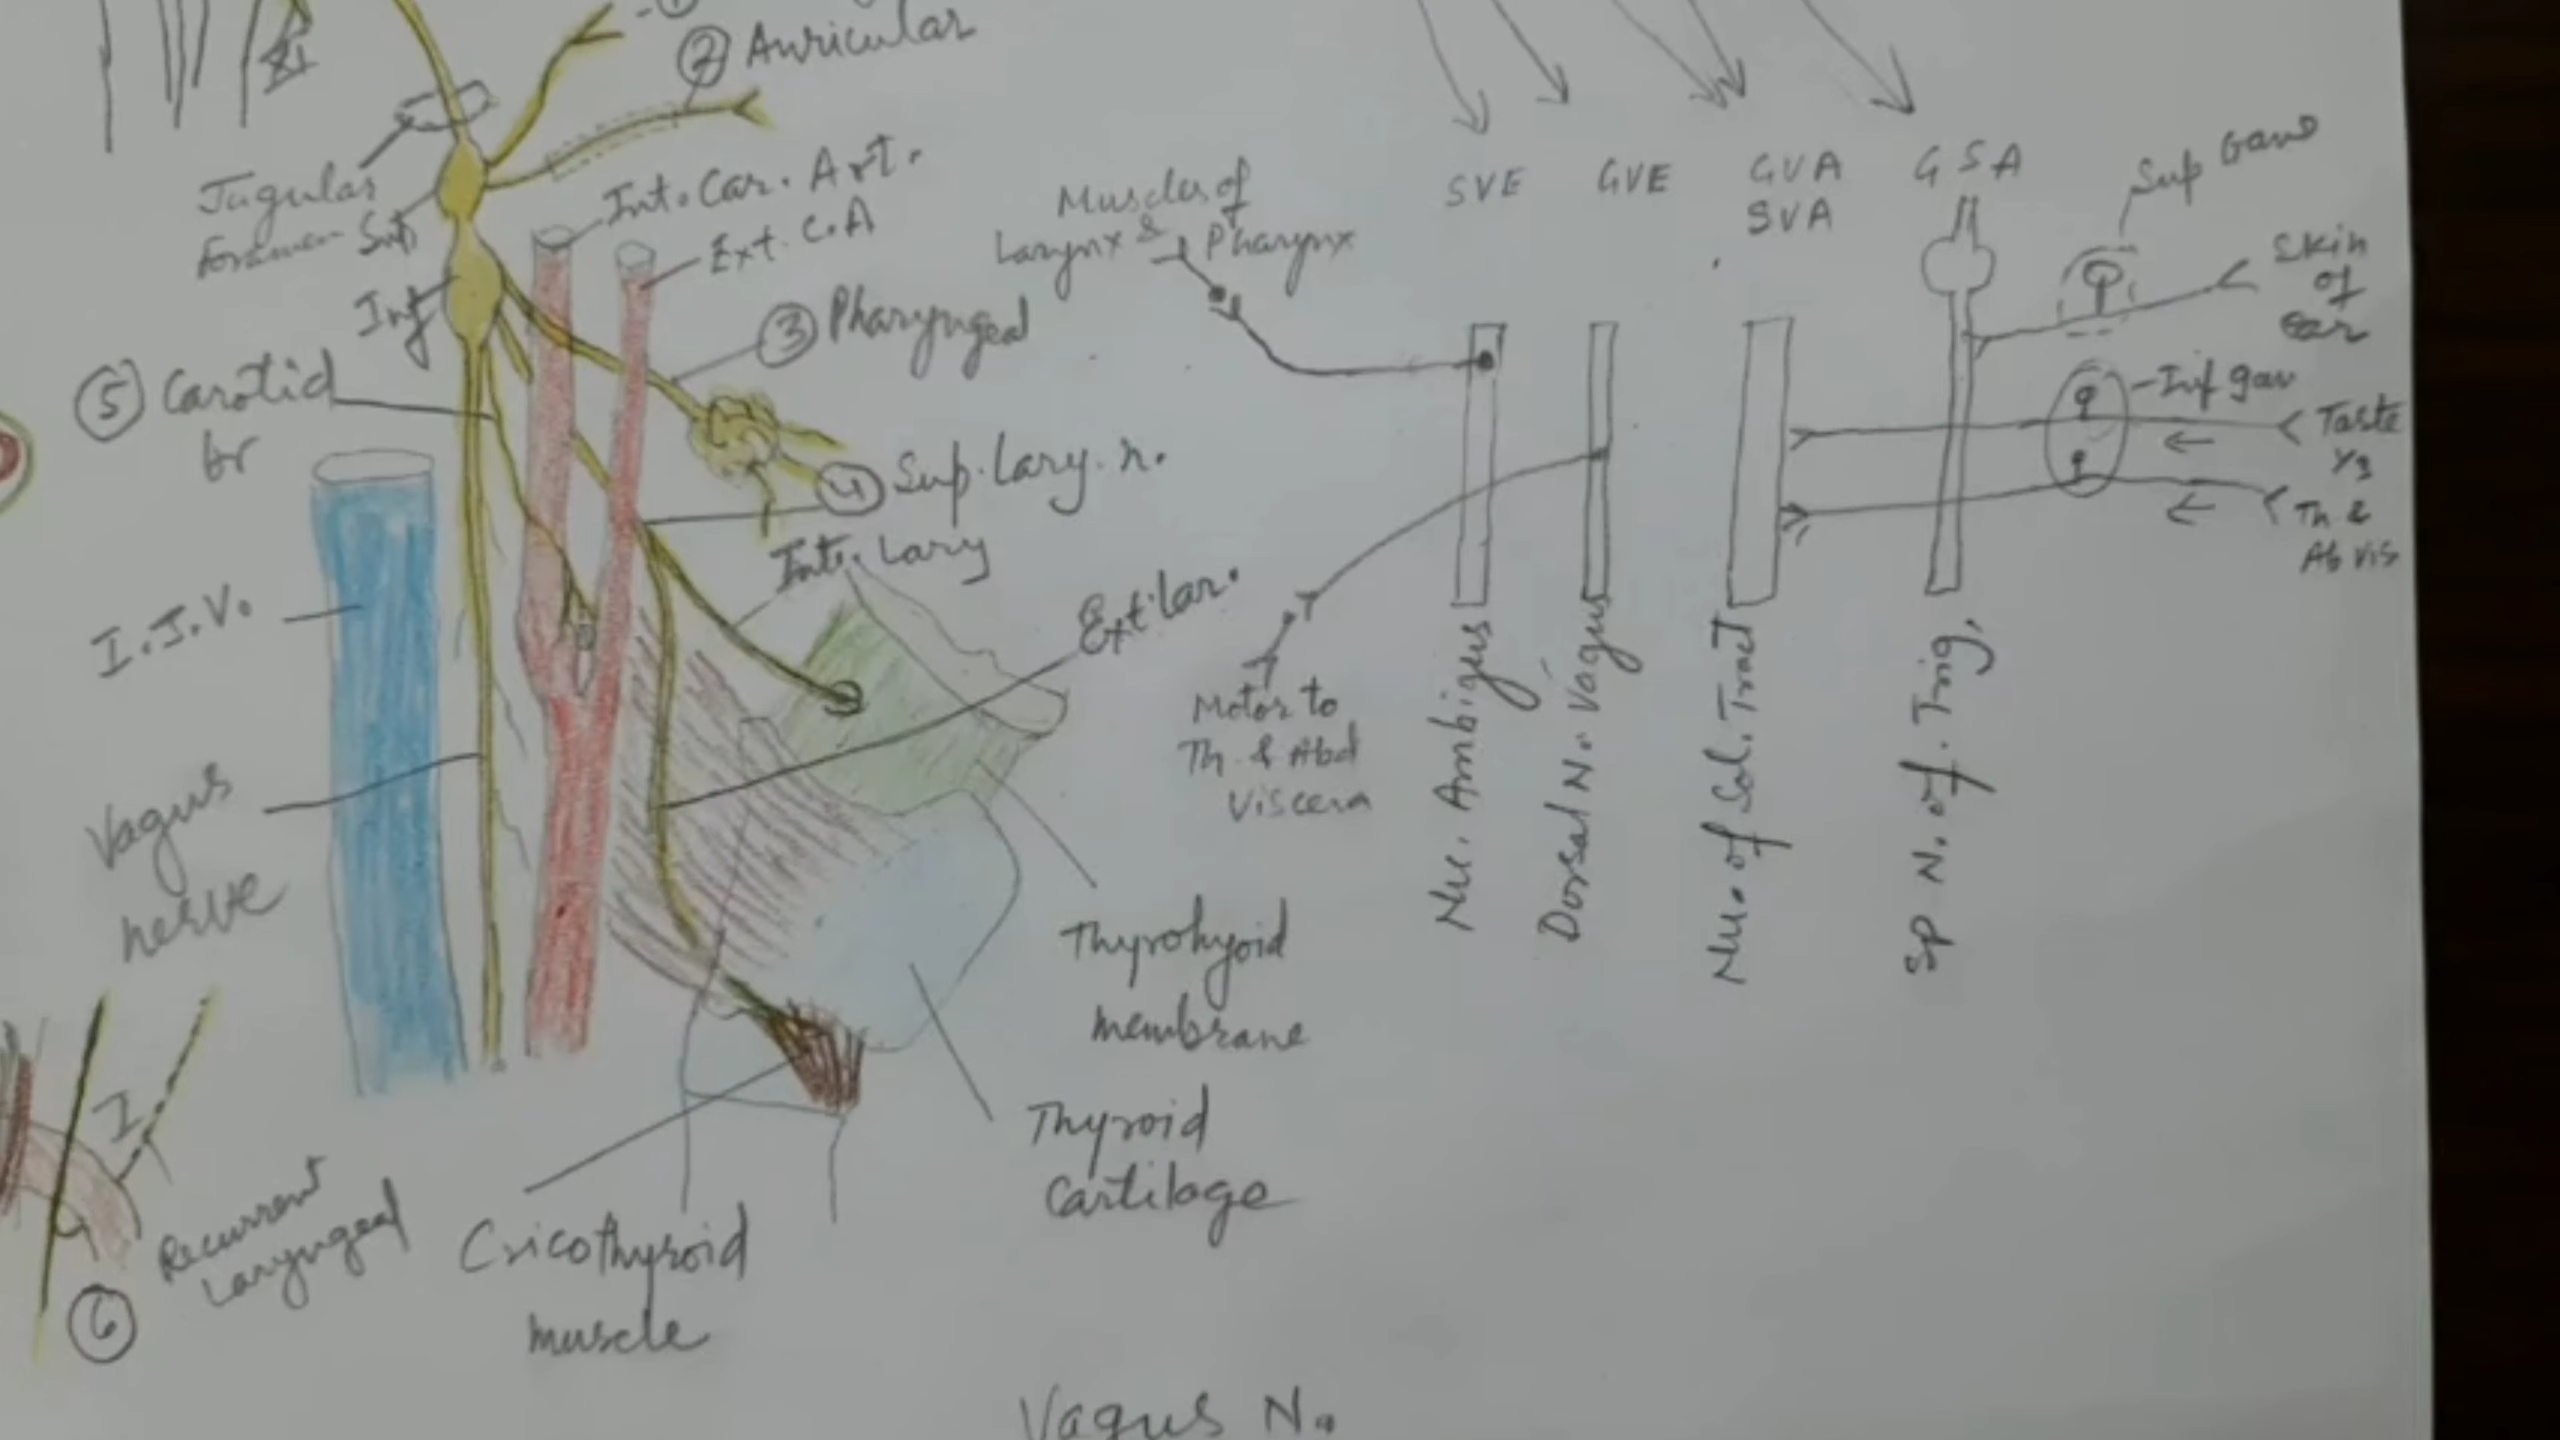 ② Auricular
Jugular
Foramen
Sup
Inf
Int. Car. Art.
Ext. C.A
③ Pharyngeal
⑤ Carotid
br
④ Sup. Lary. n.
Int. Lary
Ext. lar.
I.J.V.
Vagus
nerve
Thyrohyoid
membrane
Thyroid
Cartilage
Cricothyroid
muscle
I
⑥ Recurrent
Laryngeal
SVE
GVE
GVA
SVA
GSA
Muscles of
Larynx & Pharynx
Motor to
Th. & Abd
Viscera
Sup
Skin
of
ear
Taste
Th &
Ab vis
Nu. Ambigus
Dorsal N. Vagus
Nu. of Sol. Tract
Sp N. of. Trig.
Vagus N.